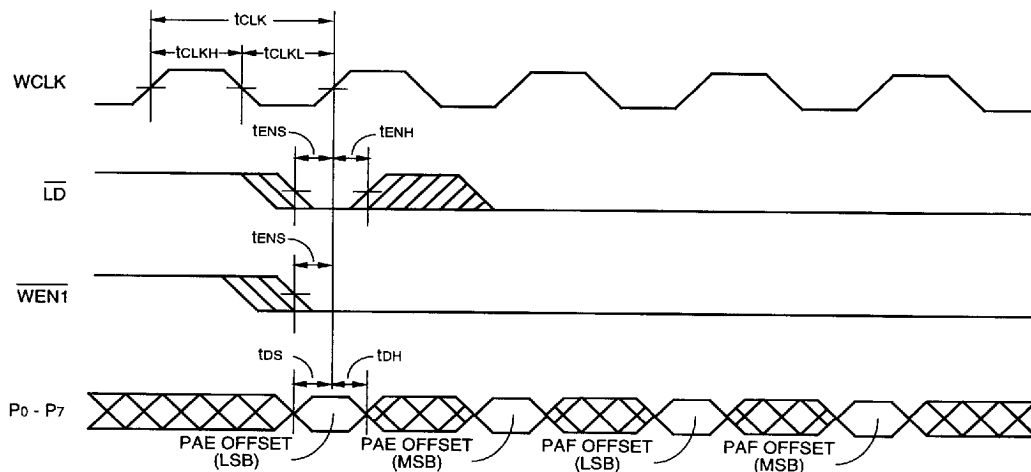 tCLK
tCLKH
tCLKL
WCLK
tENS
tENH
LD
tENS
WEN1
tDS
tDH
P0 - P7
PAE OFFSET
(LSB)
PAE OFFSET
(MSB)
PAF OFFSET
(LSB)
PAF OFFSET
(MSB)